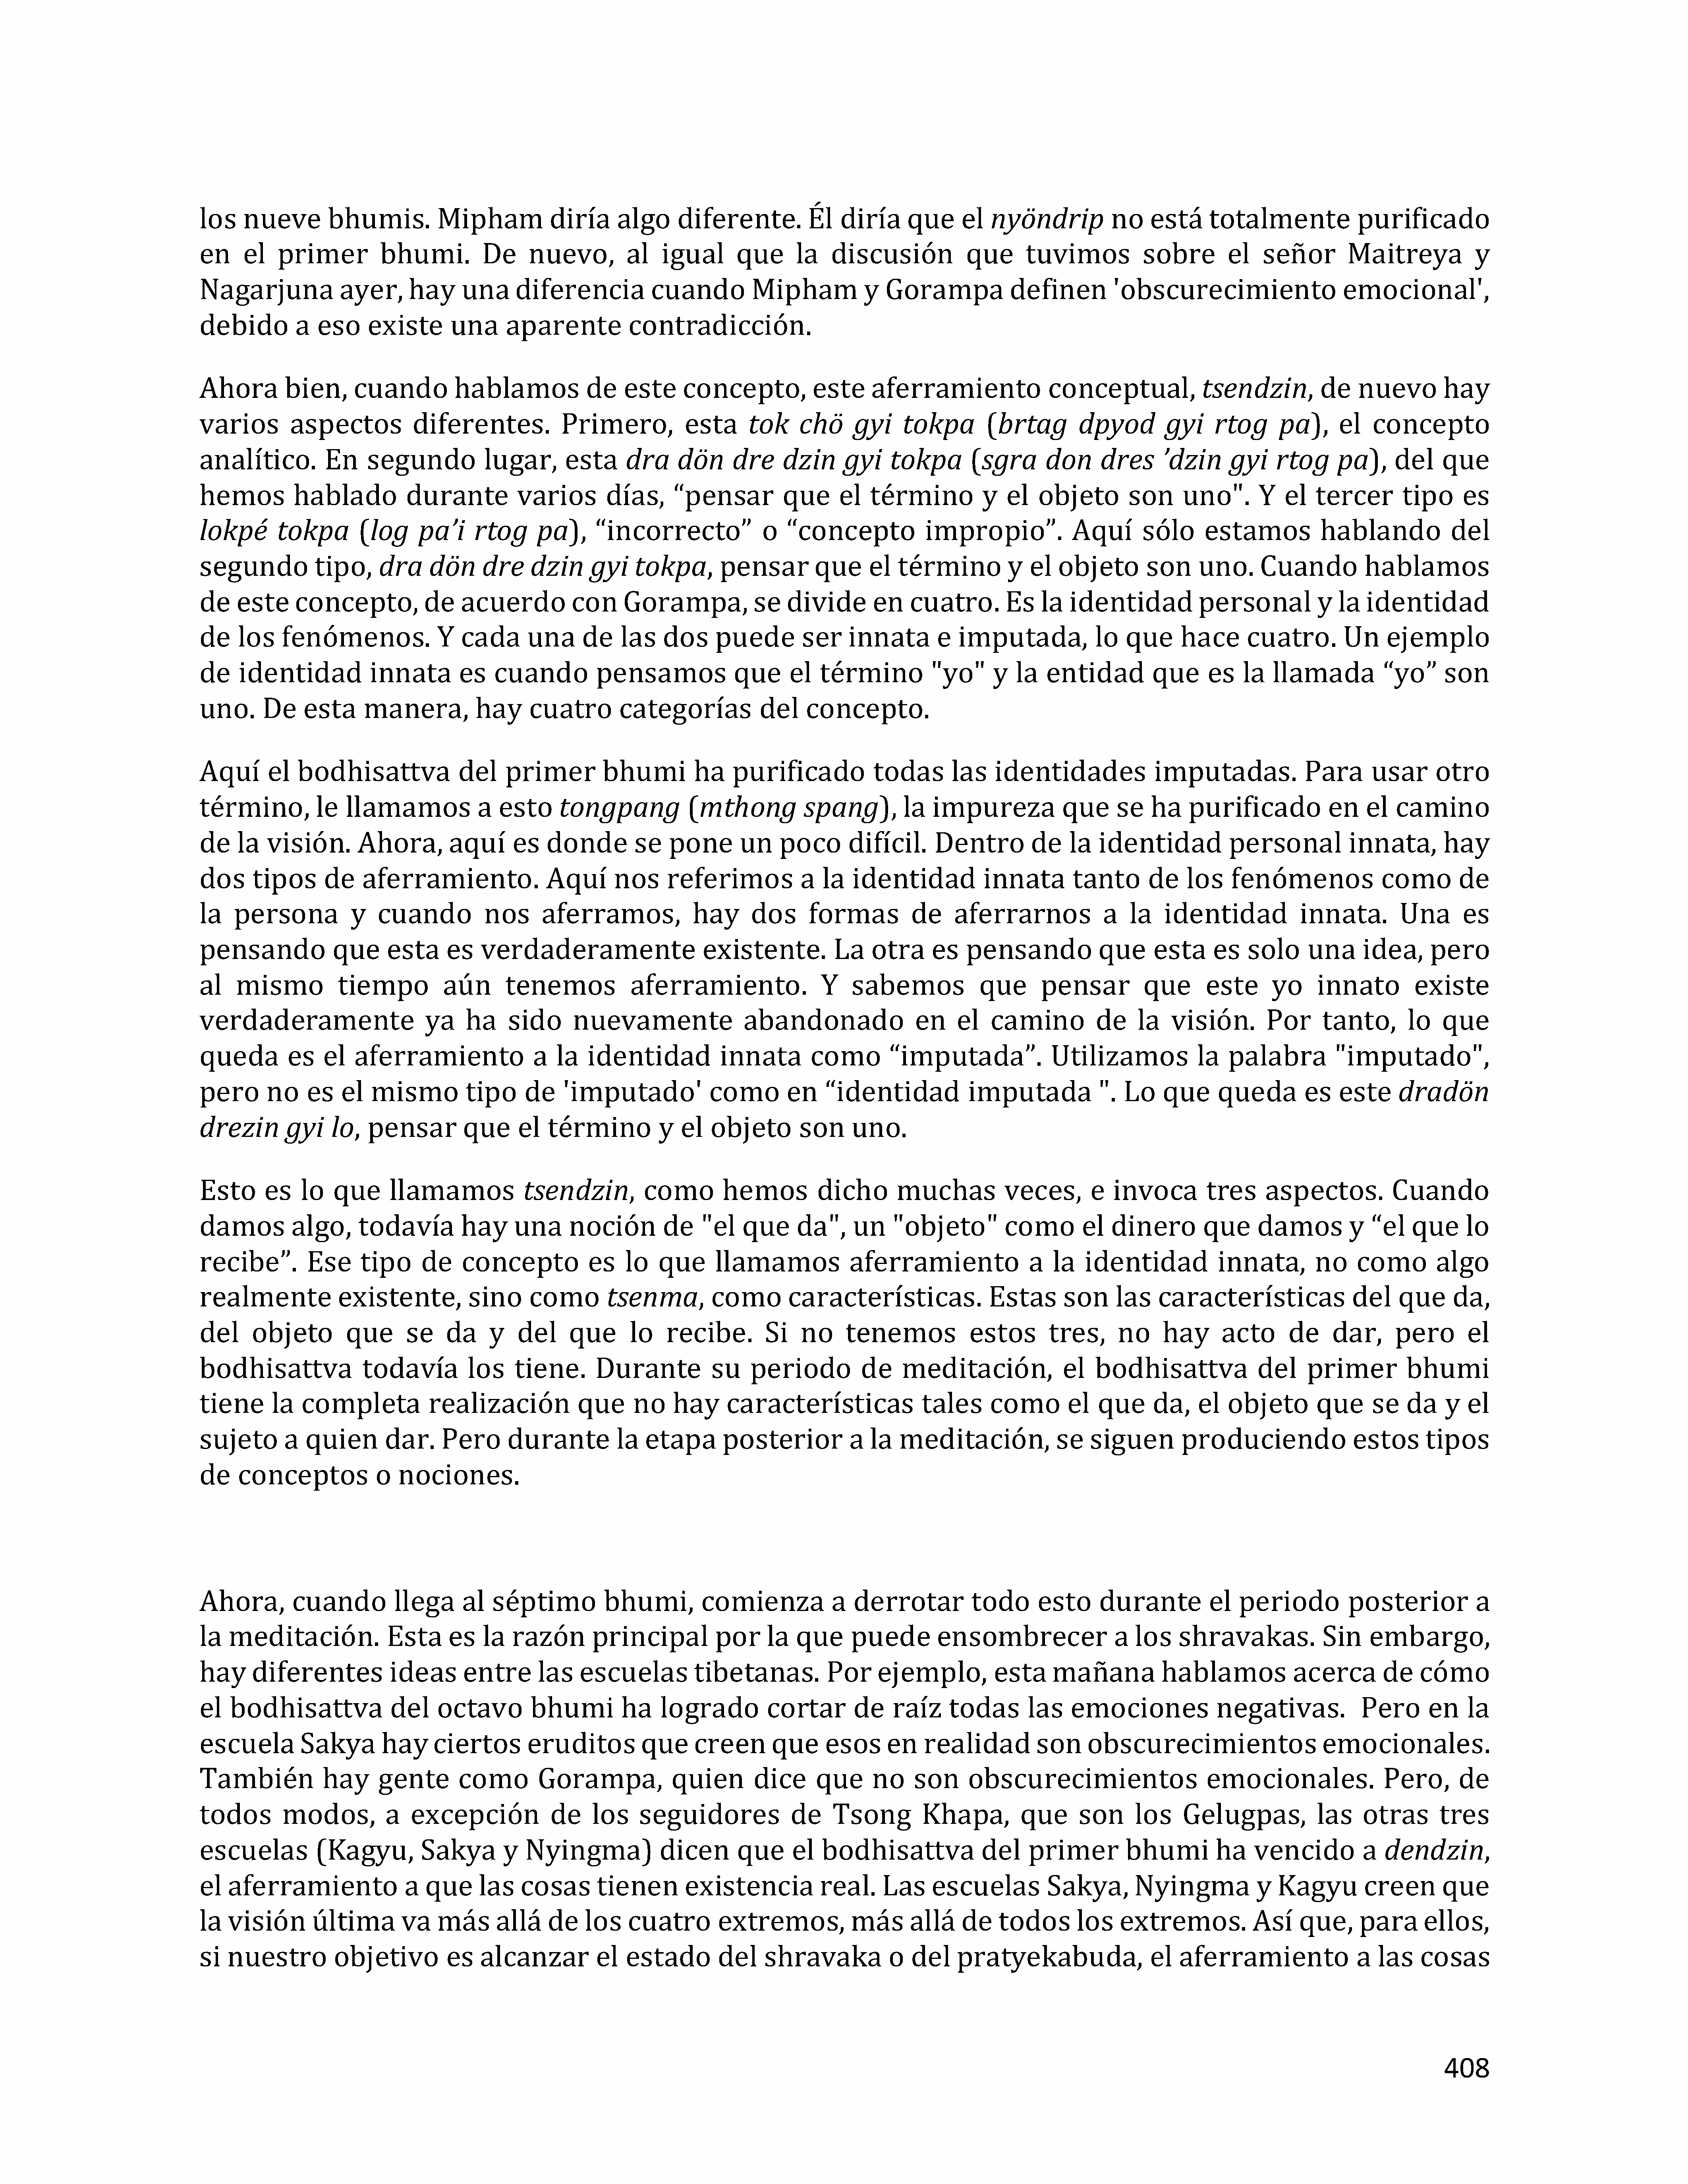 los nueve bhumis. Mipham diría algo diferente. Él diría que el nyöndrip no está totalmente purificado
en el primer bhumi. De nuevo, al igual que la discusión que tuvimos sobre el señor Maitreya y
Nagarjuna ayer, hay una diferencia cuando Mipham y Gorampa definen 'obscurecimiento emocional',
debido a eso existe una aparente contradicción.
Ahora bien, cuando hablamos de este concepto, este aferramiento conceptual, tsendzin, de nuevo hay
varios aspectos diferentes. Primero, esta tok chö gyi tokpa (brtag dpyod gyi rtog pa), el concepto
analítico. En segundo lugar, esta dra dön dre dzin gyi tokpa (sgra don dres ’dzin gyi rtog pa), del que
hemos hablado durante varios días, “pensar que el término y el objeto son uno". Y el tercer tipo es
lokpé tokpa (log pa’i rtog pa), “incorrecto” o “concepto impropio”. Aquí sólo estamos hablando del
segundo tipo, dra dön dre dzin gyi tokpa, pensar que el término y el objeto son uno. Cuando hablamos
de este concepto, de acuerdo con Gorampa, se divide en cuatro. Es la identidad personal y la identidad
de los fenómenos. Y cada una de las dos puede ser innata e imputada, lo que hace cuatro. Un ejemplo
de identidad innata es cuando pensamos que el término "yo" y la entidad que es la llamada “yo” son
uno. De esta manera, hay cuatro categorías del concepto.
Aquí el bodhisattva del primer bhumi ha purificado todas las identidades imputadas. Para usar otro
término, le llamamos a esto tongpang (mthong spang), la impureza que se ha purificado en el camino
de la visión. Ahora, aquí es donde se pone un poco difícil. Dentro de la identidad personal innata, hay
dos tipos de aferramiento. Aquí nos referimos a la identidad innata tanto de los fenómenos como de
la persona y cuando nos aferramos, hay dos formas de aferrarnos a la identidad innata. Una es
pensando que esta es verdaderamente existente. La otra es pensando que esta es solo una idea, pero
al mismo tiempo aún tenemos aferramiento. Y sabemos que pensar que este yo innato existe
verdaderamente ya ha sido nuevamente abandonado en el camino de la visión. Por tanto, lo que
queda es el aferramiento a la identidad innata como “imputada”. Utilizamos la palabra "imputado",
pero no es el mismo tipo de 'imputado' como en “identidad imputada ". Lo que queda es este dradön
drezin gyi lo, pensar que el término y el objeto son uno.
Esto es lo que llamamos tsendzin, como hemos dicho muchas veces, e invoca tres aspectos. Cuando
damos algo, todavía hay una noción de "el que da", un "objeto" como el dinero que damos y “el que lo
recibe”. Ese tipo de concepto es lo que llamamos aferramiento a la identidad innata, no como algo
realmente existente, sino como tsenma, como características. Estas son las características del que da,
del objeto que se da y del que lo recibe. Si no tenemos estos tres, no hay acto de dar, pero el
bodhisattva todavía los tiene. Durante su periodo de meditación, el bodhisattva del primer bhumi
tiene la completa realización que no hay características tales como el que da, el objeto que se da y el
sujeto a quien dar. Pero durante la etapa posterior a la meditación, se siguen produciendo estos tipos
de conceptos o nociones.
Ahora, cuando llega al séptimo bhumi, comienza a derrotar todo esto durante el periodo posterior a
la meditación. Esta es la razón principal por la que puede ensombrecer a los shravakas. Sin embargo,
hay diferentes ideas entre las escuelas tibetanas. Por ejemplo, esta mañana hablamos acerca de cómo
el bodhisattva del octavo bhumi ha logrado cortar de raíz todas las emociones negativas.  Pero en la
escuela Sakya hay ciertos eruditos que creen que esos en realidad son obscurecimientos emocionales.
También hay gente como Gorampa, quien dice que no son obscurecimientos emocionales. Pero, de
todos modos, a excepción de los seguidores de Tsong Khapa, que son los Gelugpas, las otras tres
escuelas (Kagyu, Sakya y Nyingma) dicen que el bodhisattva del primer bhumi ha vencido a dendzin,
el aferramiento a que las cosas tienen existencia real. Las escuelas Sakya, Nyingma y Kagyu creen que
la visión última va más allá de los cuatro extremos, más allá de todos los extremos. Así que, para ellos,
si nuestro objetivo es alcanzar el estado del shravaka o del pratyekabuda, el aferramiento a las cosas
408